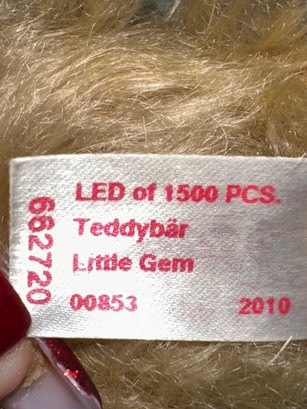 LED of 1500 PCS.
Teddybär
Little Gem
00853 2010
662720